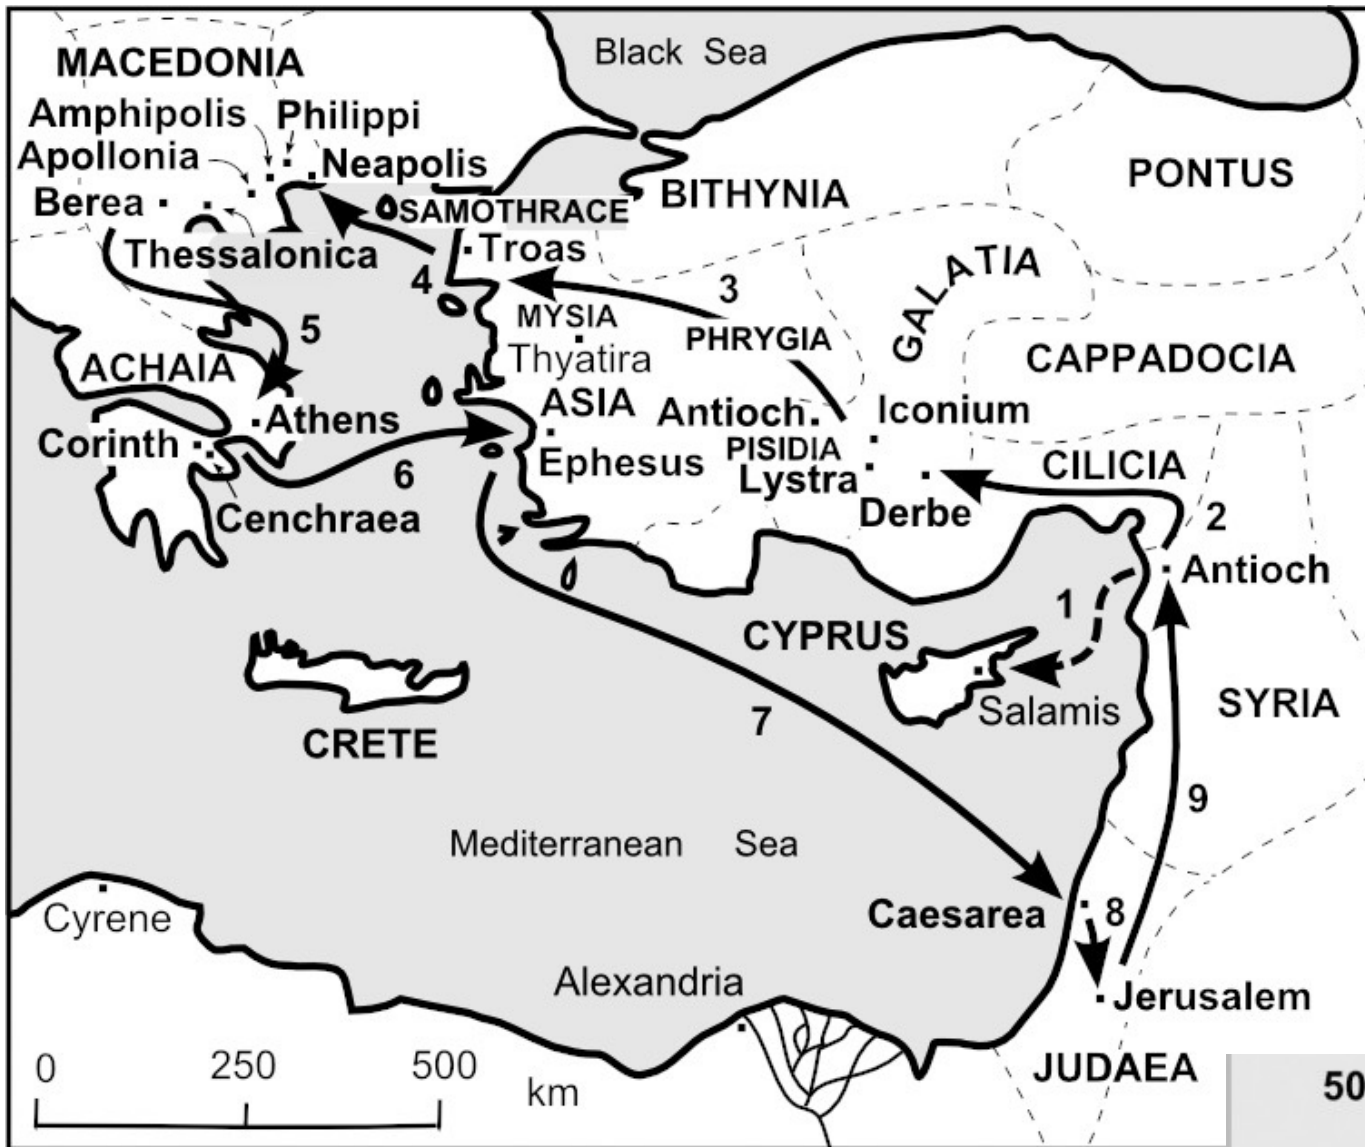 Black Sea
MACEDONIA
Amphipolis
Philippi
Apollonia
Neapolis
Berea
SAMOTHRACE
BITHYNIA
PONTUS
Thessalonica
Troas
4
3
GALATIA
MYSIA
PHRYGIA
5
Thyatira
ACHAIA
CAPPADOCIA
ASIA
Antioch
Iconium
Athens
Corinth
PISIDIA
Ephesus
Lystra
CILICIA
6
Cenchraea
Derbe
2
Antioch
1
CYPRUS
Salamis
SYRIA
CRETE
7
9
Mediterranean Sea
Caesarea
8
Cyrene
Alexandria
Jerusalem
JUDAEA
0 250 500
km
50